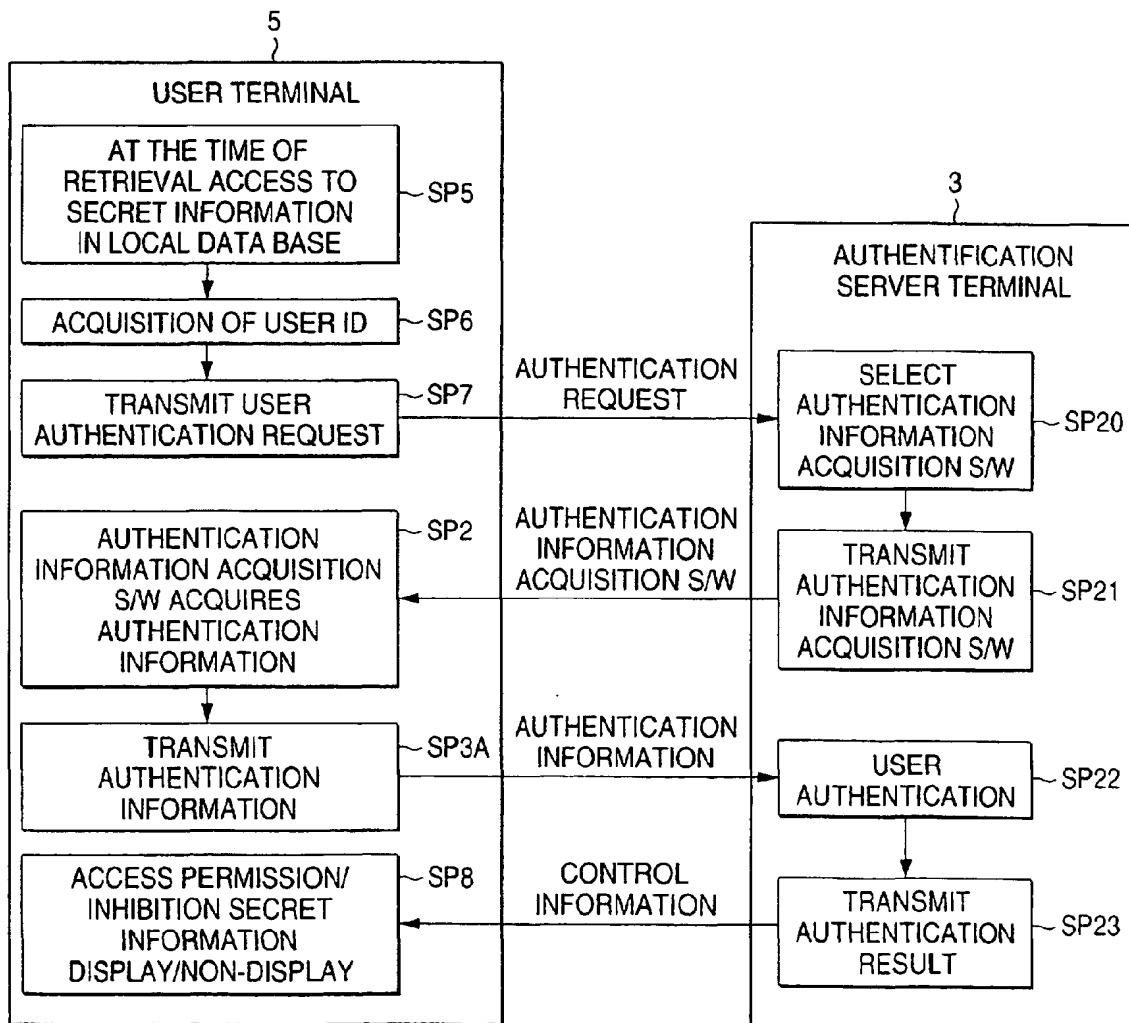 5
USER TERMINAL
AT THE TIME OF
RETRIEVAL ACCESS TO
SECRET INFORMATION
IN LOCAL DATA BASE
SP5
ACQUISITION OF USER ID
SP6
TRANSMIT USER
AUTHENTICATION REQUEST
SP7
AUTHENTICATION
REQUEST
3
AUTHENTIFICATION
SERVER TERMINAL
SELECT
AUTHENTICATION
INFORMATION
ACQUISITION S/W
SP20
TRANSMIT
AUTHENTICATION
INFORMATION
ACQUISITION S/W
SP21
AUTHENTICATION
INFORMATION
ACQUISITION S/W
AUTHENTICATION
INFORMATION ACQUISITION
S/W ACQUIRES
AUTHENTICATION
INFORMATION
SP2
TRANSMIT
AUTHENTICATION
INFORMATION
SP3A
AUTHENTICATION
INFORMATION
USER
AUTHENTICATION
SP22
TRANSMIT
AUTHENTICATION
RESULT
SP23
CONTROL
INFORMATION
ACCESS PERMISSION/
INHIBITION SECRET
INFORMATION
DISPLAY/NON-DISPLAY
SP8